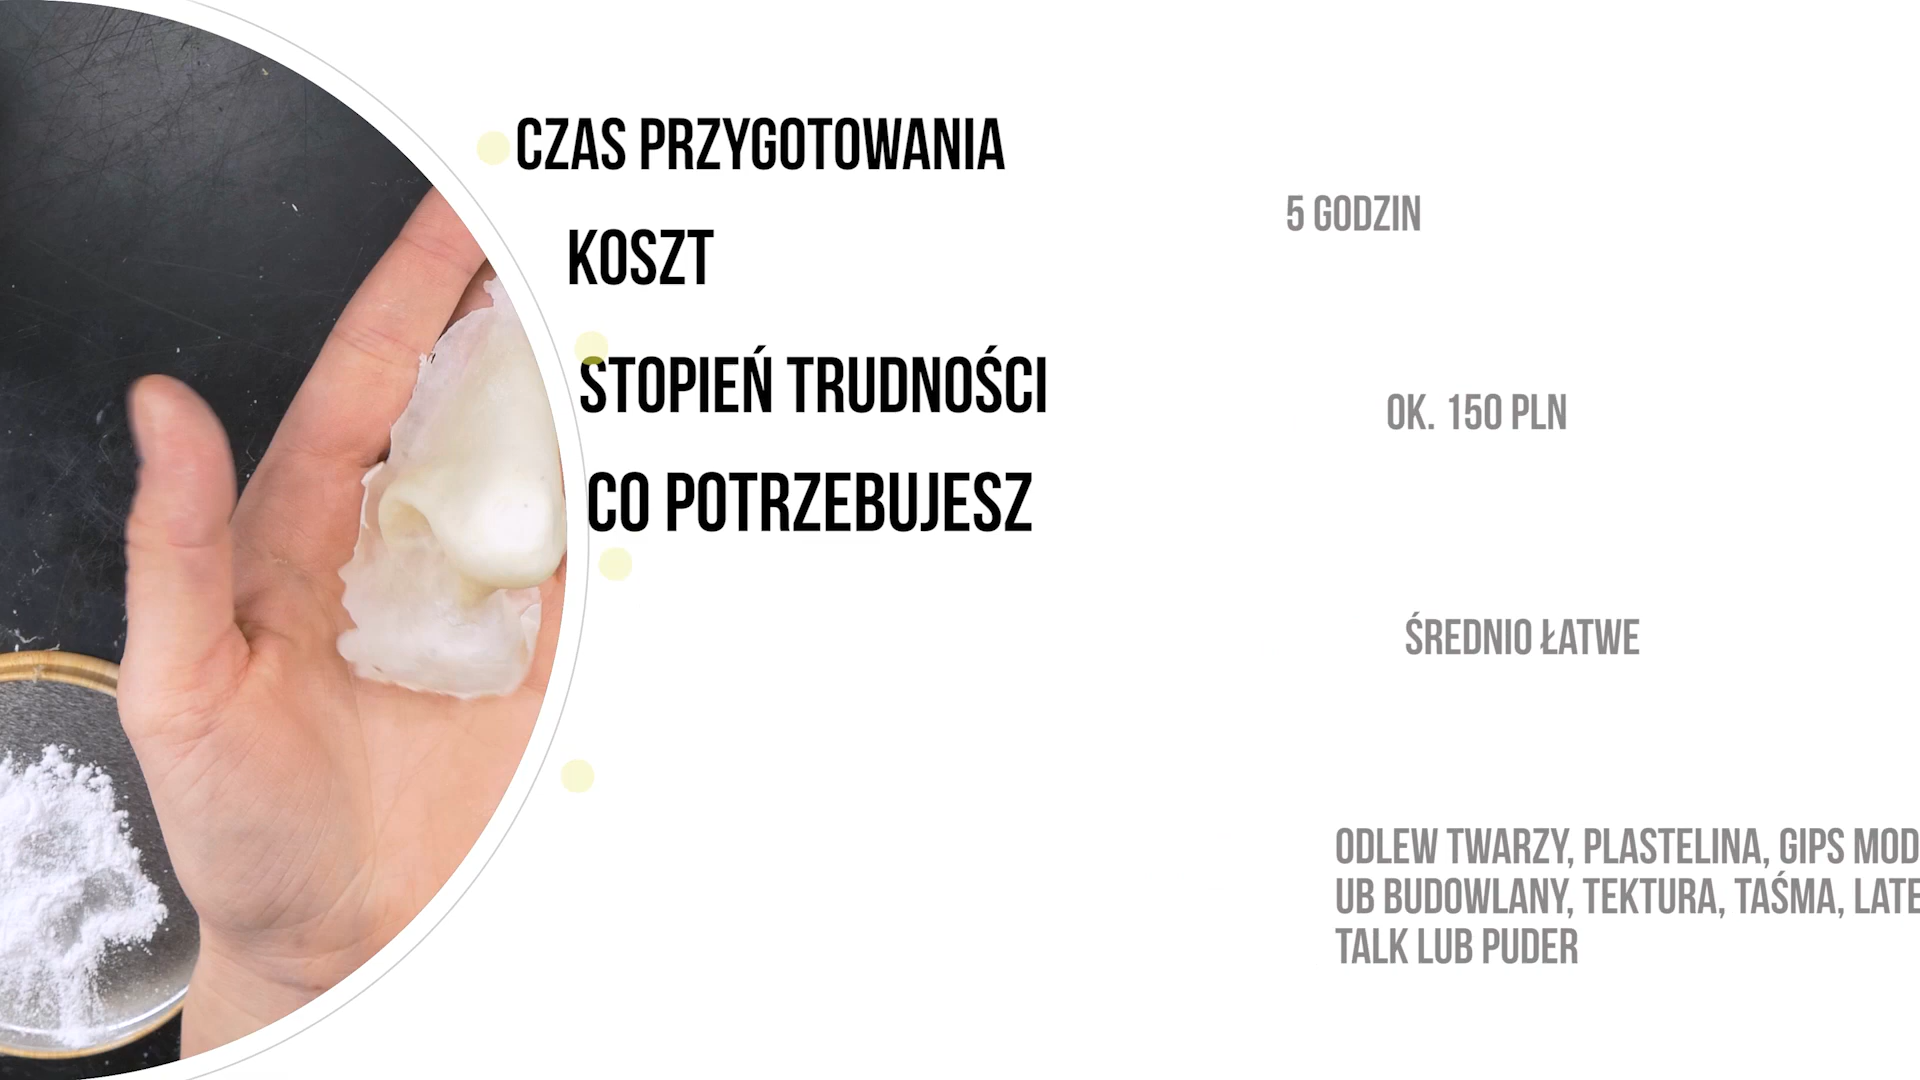 CZAS PRZYGOTOWANIA
5 GODZIN
KOSZT
OK. 150 PLN
STOPIEŃ TRUDNOŚCI
ŚREDNIO ŁATWE
CO POTRZEBUJESZ
ODLEW TWARZY, PLASTELINA, GIPS MOD
UB BUDOWLANY, TEKTURA, TAŚMA, LATE
TALK LUB PUDER